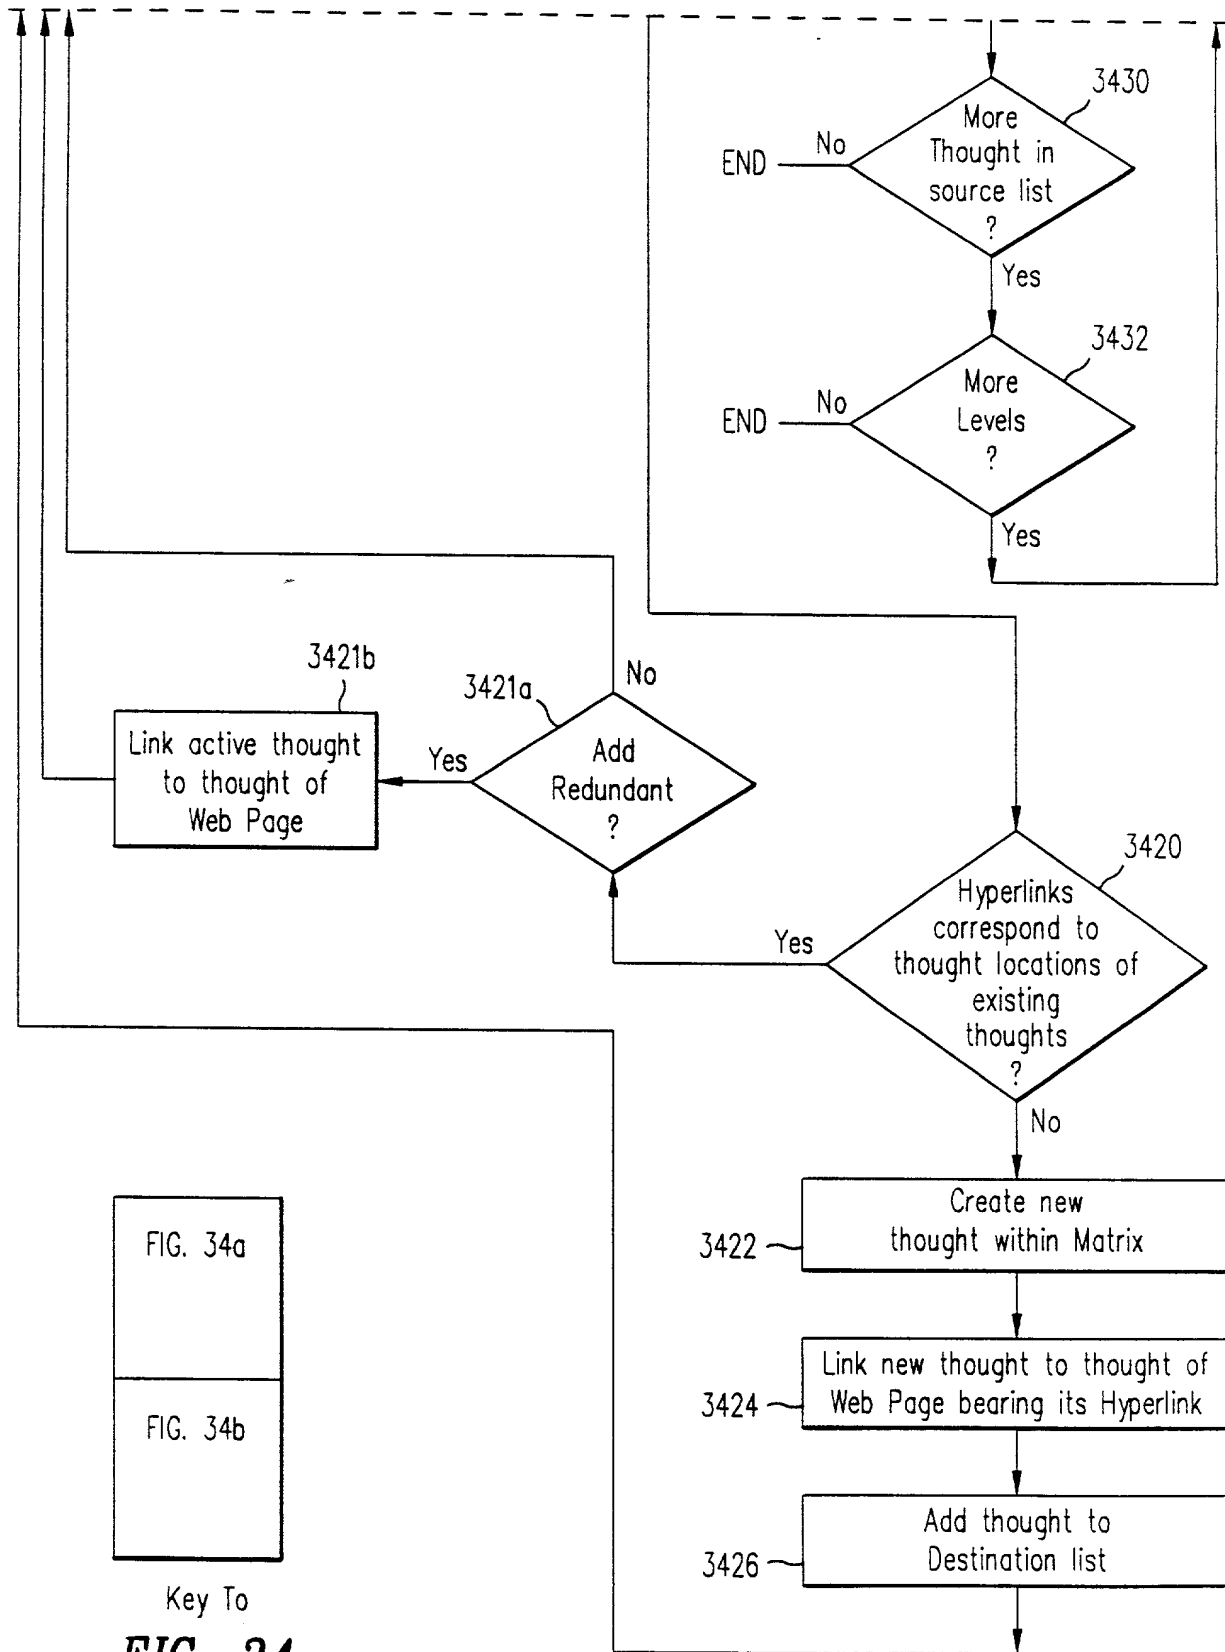 3430
More
Thought in
source list
?
No
END
Yes
3432
More
Levels
?
No
END
Yes
3421b
Link active thought
to thought of
Web Page
3421a
No
Yes
Add
Redundant
?
3420
Hyperlinks
correspond to
thought locations of
existing
thoughts
?
Yes
No
3422
Create new
thought within Matrix
3424
Link new thought to thought of
Web Page bearing its Hyperlink
3426
Add thought to
Destination list
FIG. 34a
FIG. 34b
Key To
FIG. 34